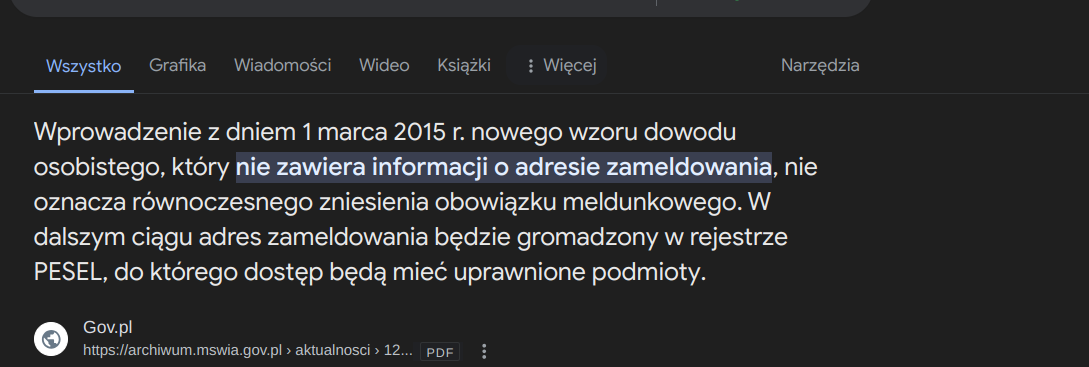 Wszystko Grafika Wiadomości Wideo Książki Więcej Narzędzia
Wprowadzenie z dniem 1 marca 2015 r. nowego wzoru dowodu
osobistego, który nie zawiera informacji o adresie zameldowania, nie
oznacza równoczesnego zniesienia obowiązku meldunkowego. W
dalszym ciągu adres zameldowania będzie gromadzony w rejestrze
PESEL, do którego dostęp będą mieć uprawnione podmioty.
Gov.pl
https://archiwum.mswia.gov.pl › aktualnosci › 12... PDF